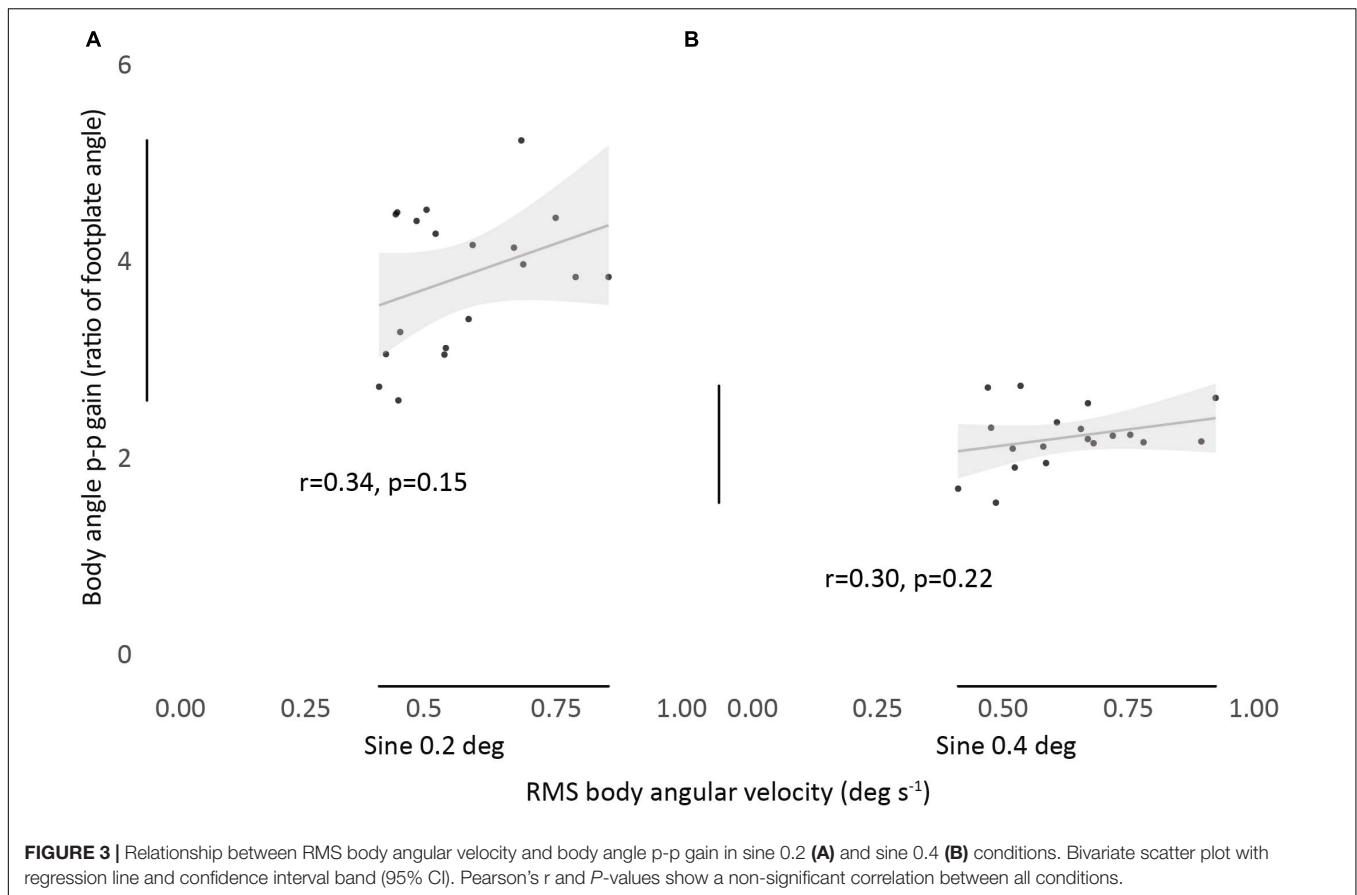 A
B
6
4
2
0
Body angle p-p gain (ratio of footplate angle)
r=0.34, p=0.15
r=0.30, p=0.22
0.00 0.25 0.5 0.75 1.00 0.00 0.25 0.50 0.75 1.00
Sine 0.2 deg
Sine 0.4 deg
RMS body angular velocity (deg s⁻¹)
FIGURE 3 | Relationship between RMS body angular velocity and body angle p-p gain in sine 0.2 (A) and sine 0.4 (B) conditions. Bivariate scatter plot with
regression line and confidence interval band (95% CI). Pearson's r and P-values show a non-significant correlation between all conditions.